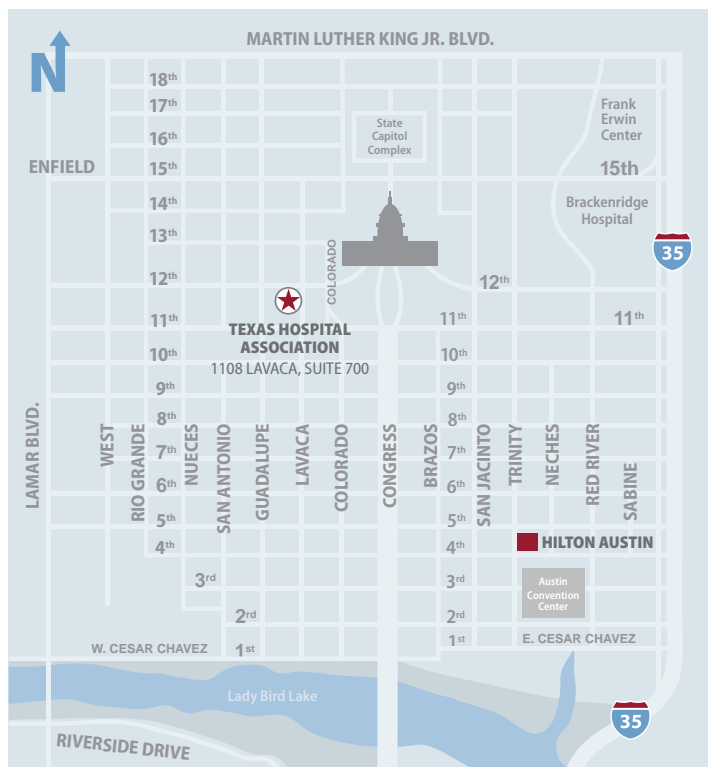 MARTIN LUTHER KING JR. BLVD.
N
18th
17th
16th
15th
14th
13th
12th
11th
10th
9th
8th
7th
6th
5th
4th
3rd
2rd
1st
ENFIELD
State
Capitol
Complex
Frank
Erwin
Center
15th
Brackenridge
Hospital
35
COLORADO
12th
11th
11th
TEXAS HOSPITAL
ASSOCIATION
1108 LAVACA, SUITE 700
10th
9th
8th
7th
6th
5th
4th
3rd
2rd
1st
LAMAR BLVD.
WEST
RIO GRANDE
NUECES
SAN ANTONIO
GUADALUPE
LAVACA
COLORADO
CONGRESS
BRAZOS
SAN JACINTO
TRINITY
NECHES
RED RIVER
SABINE
HILTON AUSTIN
Austin
Convention
Center
W. CESAR CHAVEZ
E. CESAR CHAVEZ
Lady Bird Lake
35
RIVERSIDE DRIVE